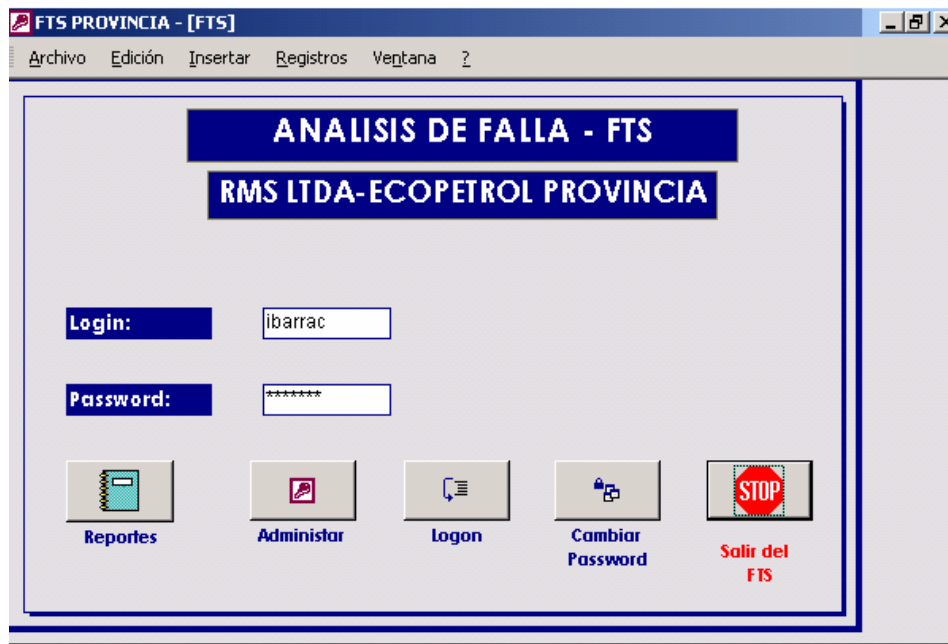 FTS PROVINCIA - [FTS]
Archivo Edición Insertar Registros Ventana ?
ANALISIS DE FALLA - FTS
RMS LTDA-ECOPETROL PROVINCIA
Login: ibarrac
Password: *******
STOP
Reportes Administar Logon Cambiar Password Salir del FTS